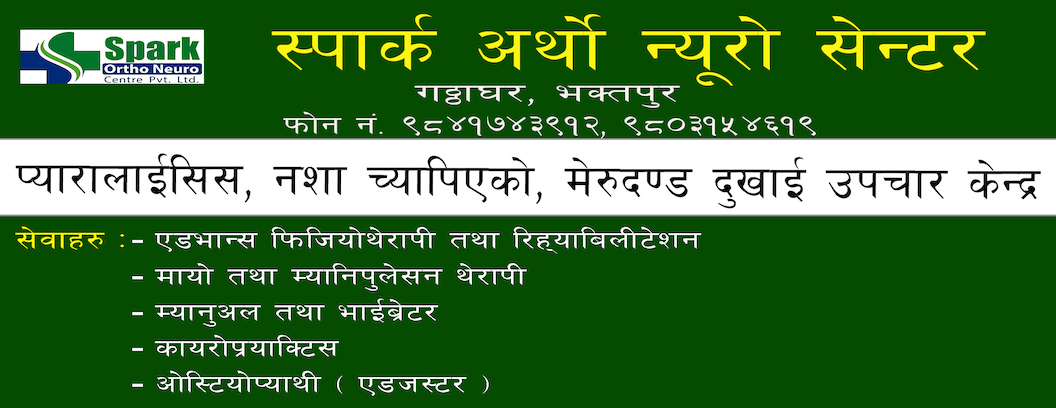 Spark
Ortho Neuro
Centre Pvt. Ltd.
स्पार्क अर्थो न्यूरो सेन्टर
गठ्ठाघर, भक्तपुर
फोन नं. ९८४१७४३९१२, ९८०३१५४६१९
प्यारालाईसिस, नशा च्यापिएको, मेरुदण्ड दुखाई उपचार केन्द्र
सेवाहरु :- एडभान्स फिजियोथेरापी तथा रिह्याबिलीटेशन
- मायो तथा म्यानिपुलेसन थेरापी
- म्यानुअल तथा भाईब्रेटर
- कायरोप्रयाक्टिस
- ओस्टियोप्याथी ( एडजस्टर )